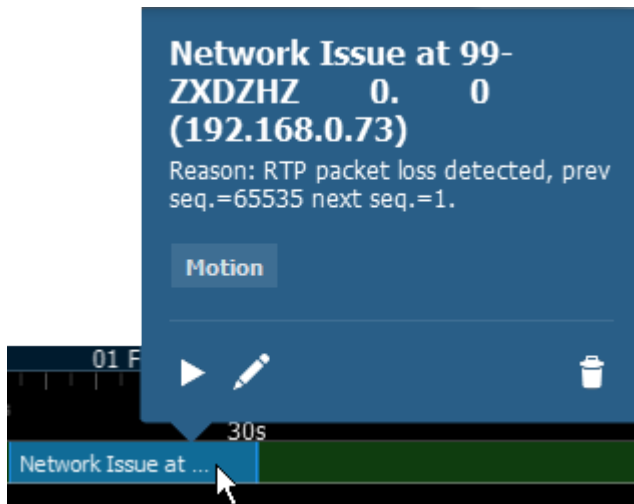 Network Issue at 99-
ZXDZHZ 0. 0
(192.168.0.73)
Reason: RTP packet loss detected, prev
seq.=65535 next seq.=1.
Motion
01 F
30s
Network Issue at ...